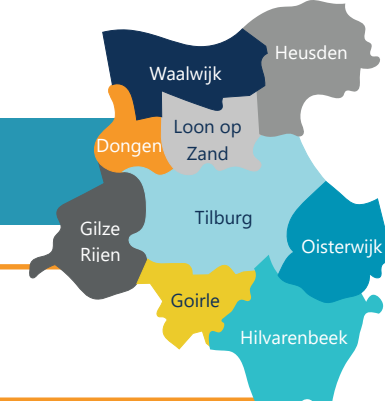 Heusden
Waalwijk
Loon op
Zand
Dongen
Tilburg
Gilze
Rijen
Oisterwijk
Goirle
Hilvarenbeek